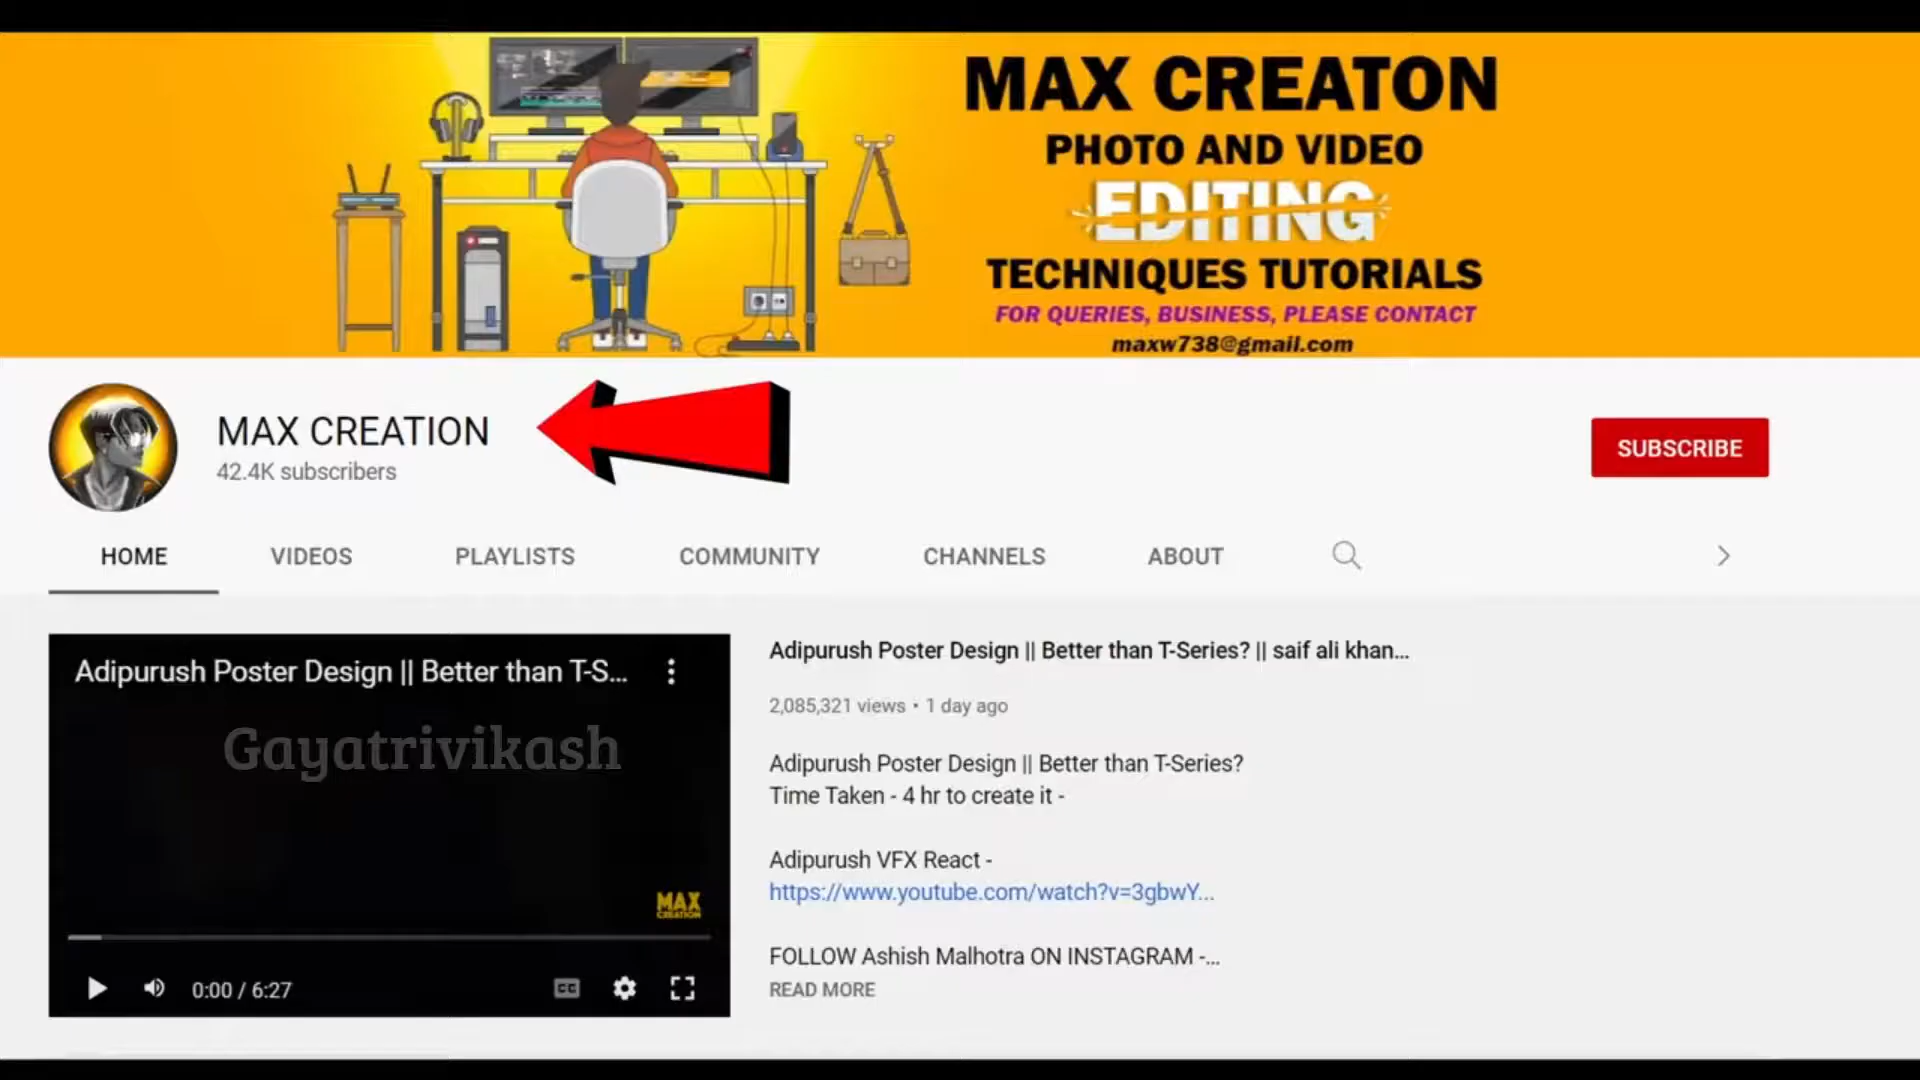 MAX CREATON
PHOTO AND VIDEO
EDITING
TECHNIQUES TUTORIALS
FOR QUERIES, BUSINESS, PLEASE CONTACT
maxw738@gmail.com
MAX CREATION
42.4K subscribers
SUBSCRIBE
HOME VIDEOS PLAYLISTS COMMUNITY CHANNELS ABOUT
Adipurush Poster Design || Better than T-S...
Gayatrivikash
MAX
CREATION
0:00 / 6:27
CC
Adipurush Poster Design || Better than T-Series? || saif ali khan...
2,085,321 views • 1 day ago
Adipurush Poster Design || Better than T-Series?
Time Taken - 4 hr to create it -
Adipurush VFX React -
https://www.youtube.com/watch?v=3gbwY...
FOLLOW Ashish Malhotra ON INSTAGRAM -...
READ MORE